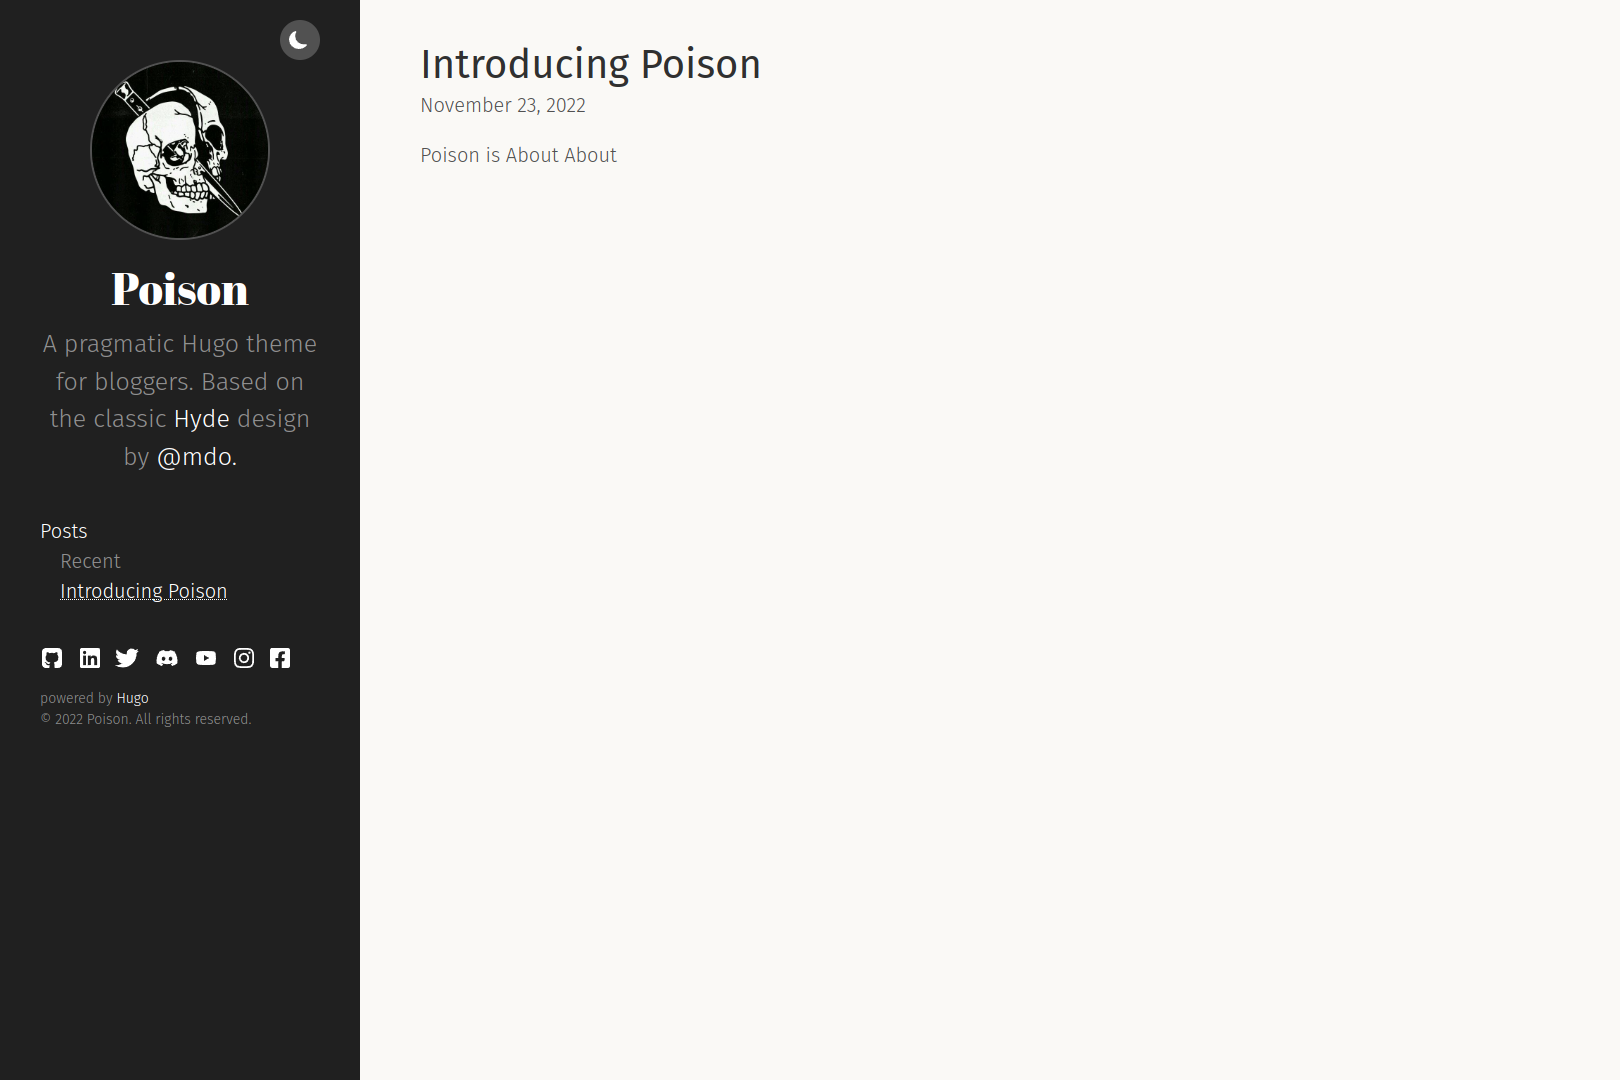 Poison
A pragmatic Hugo theme
for bloggers. Based on
the classic Hyde design
by @mdo.
Posts
Recent
Introducing Poison
powered by Hugo
© 2022 Poison. All rights reserved.
Introducing Poison
November 23, 2022
Poison is About About